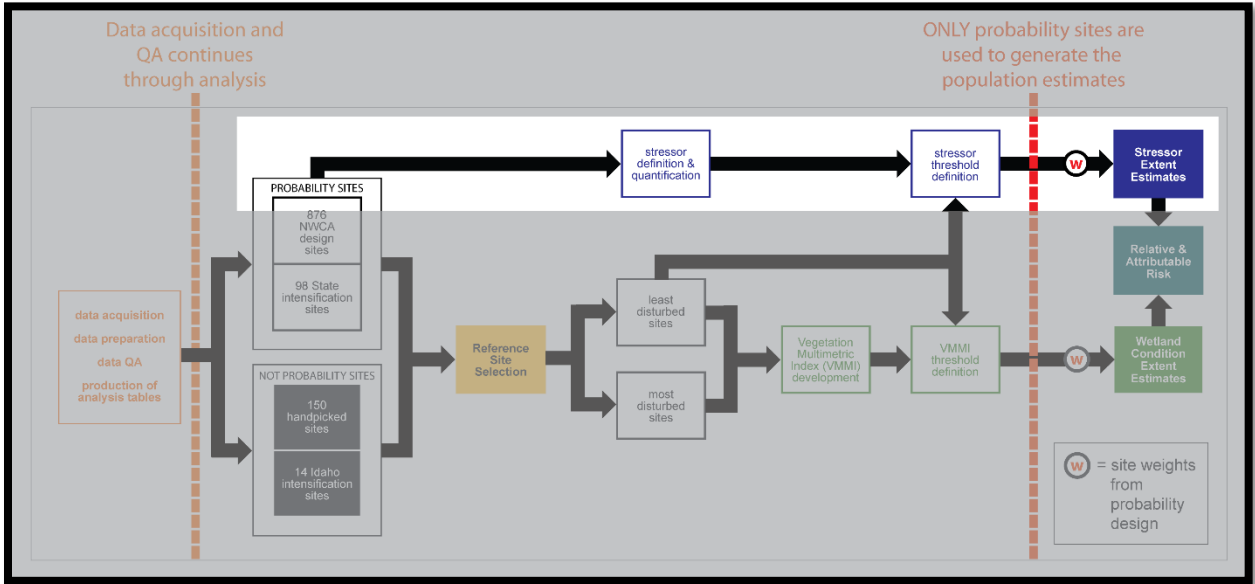 Data acquisition and
QA continues
through analysis
ONLY probability sites are
used to generate the
population estimates
stressor
definition &
quantification
stressor
threshold
definition
w
Stressor
Extent
Estimates
PROBABILITY SITES
876
NWCA
design
sites
98 State
intensification
sites
Relative &
Attributable
Risk
data acquisition
data preparation
data QA
production of
analysis tables
least
disturbed
sites
Reference
Site
Selection
Vegetation
Multimetric
Index (VMMI)
development
VMMI
threshold
definition
w
Wetland
Condition
Extent
Estimates
NOT PROBABILITY SITES
150
handpicked
sites
14 Idaho
intensification
sites
most
disturbed
sites
w = site weights
from
probability
design